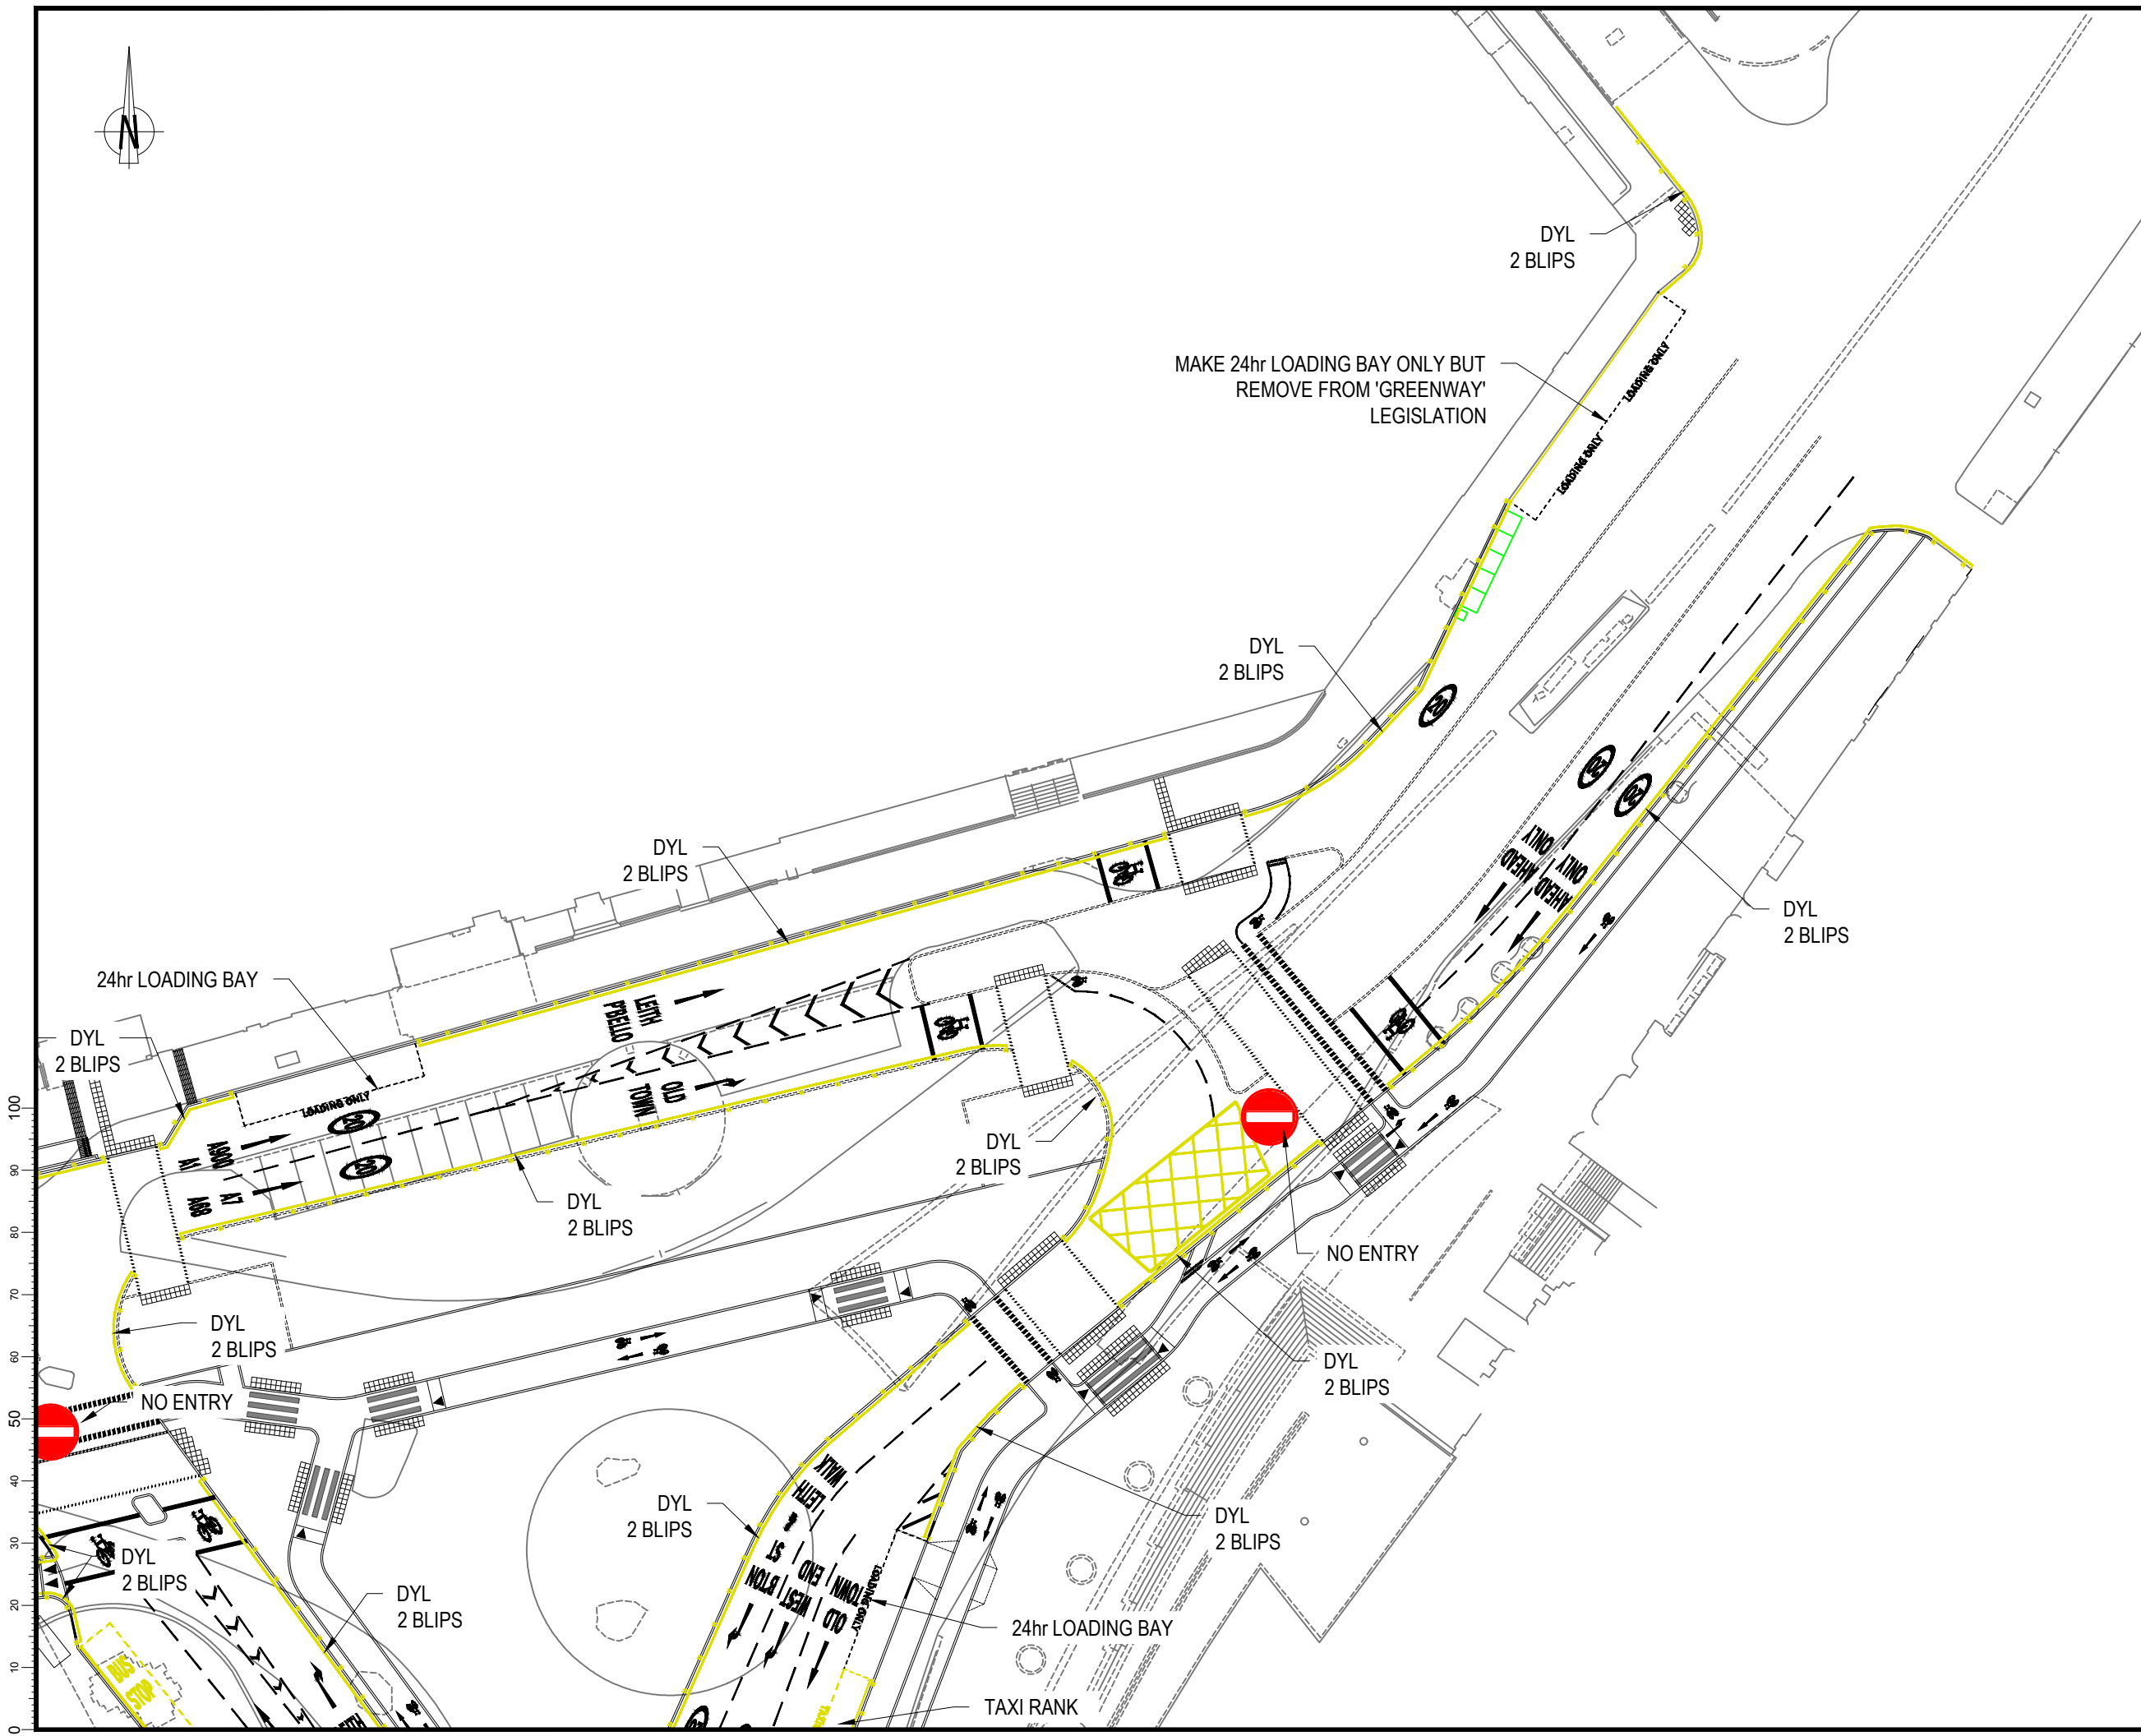 N
DYL
2 BLIPS
MAKE 24hr LOADING BAY ONLY BUT
REMOVE FROM 'GREENWAY'
LEGISLATION
LOADING ONLY
LOADING ONLY
DYL
2 BLIPS
20
20
20
AHEAD
ONLY
AHEAD
ONLY
DYL
2 BLIPS
DYL
2 BLIPS
24hr LOADING BAY
LEITH
P'BELLO
OLD
TOWN
DYL
2 BLIPS
LOADING ONLY
20
20
A900
A1
A7
A68
DYL
2 BLIPS
DYL
2 BLIPS
NO ENTRY
DYL
2 BLIPS
DYL
2 BLIPS
NO ENTRY
DYL
2 BLIPS
LEITH
WALK
DYL
2 BLIPS
B'TON
ST
WEST
END
OLD
TOWN
LOADING ONLY
DYL
2 BLIPS
DYL
2 BLIPS
24hr LOADING BAY
BUS
STOP
TAXI RANK
100
90
80
70
60
50
40
30
20
10
0